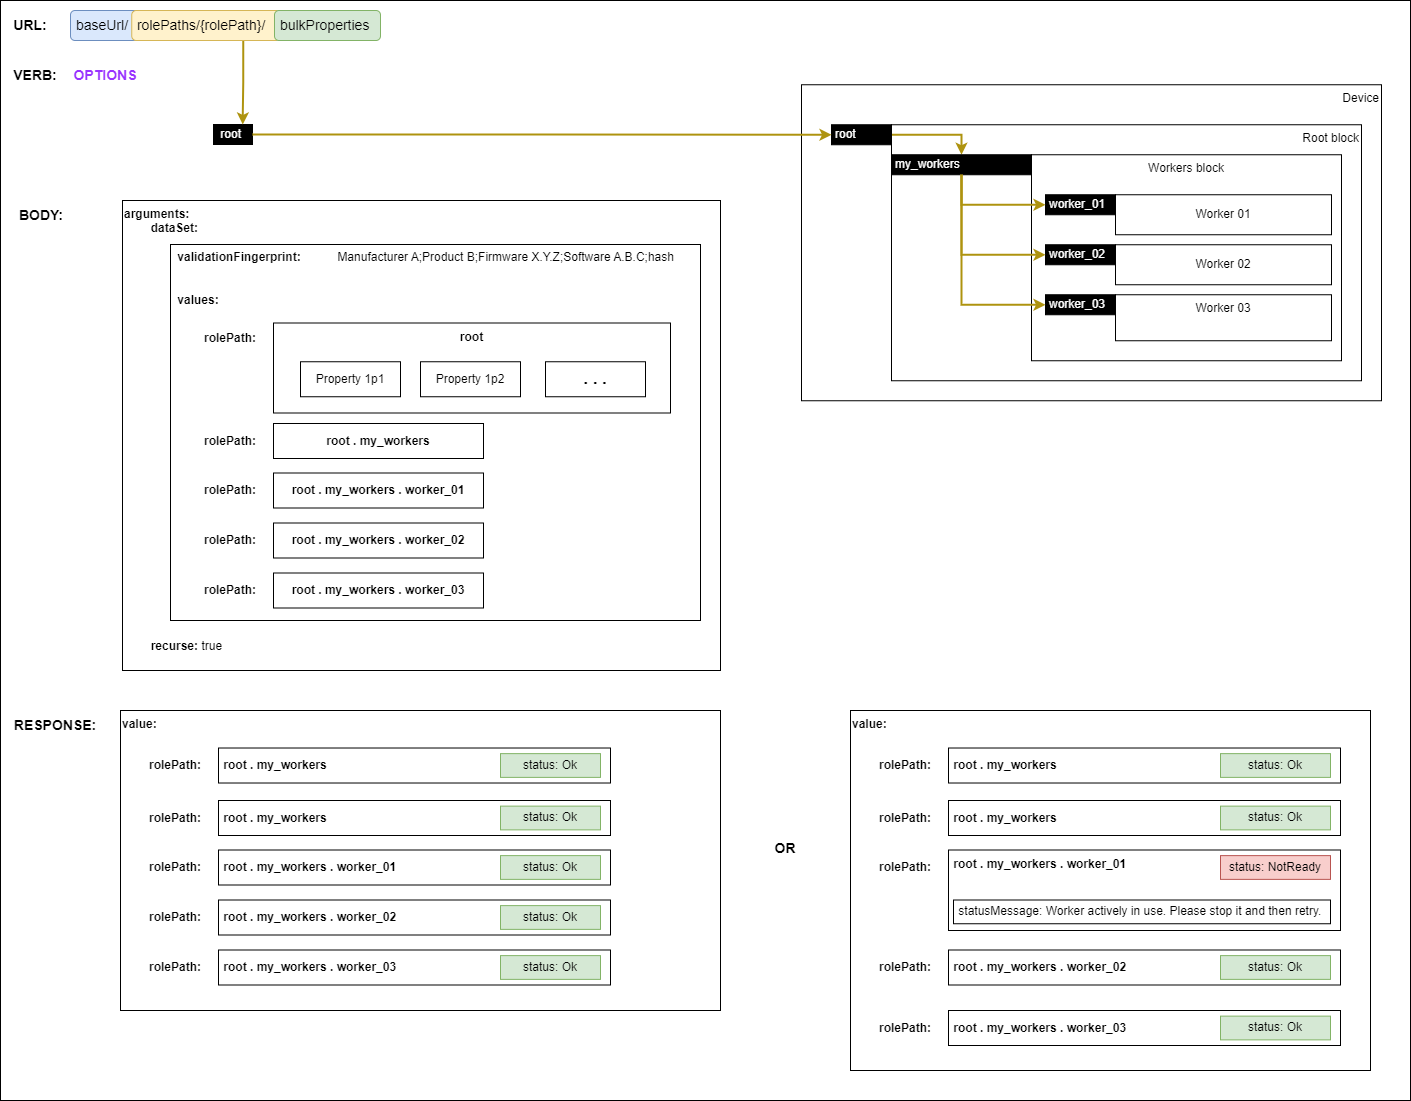 URL: baseUrl/ rolePaths/{rolePath}/ bulkProperties
VERB: OPTIONS
Device
root
root
Root block
my_workers
Workers block
worker_01
Worker 01
worker_02
Worker 02
worker_03
Worker 03
BODY:
arguments:
dataSet:
validationFingerprint: Manufacturer A;Product B;Firmware X.Y.Z;Software A.B.C;hash
values:
rolePath: root
Property 1p1 Property 1p2 . . .
rolePath: root . my_workers
rolePath: root . my_workers . worker_01
rolePath: root . my_workers . worker_02
rolePath: root . my_workers . worker_03
recurse: true
RESPONSE:
value:
rolePath: root . my_workers status: Ok
rolePath: root . my_workers status: Ok
rolePath: root . my_workers . worker_01 status: Ok
rolePath: root . my_workers . worker_02 status: Ok
rolePath: root . my_workers . worker_03 status: Ok
OR
value:
rolePath: root . my_workers status: Ok
rolePath: root . my_workers status: Ok
rolePath: root . my_workers . worker_01 status: NotReady
statusMessage: Worker actively in use. Please stop it and then retry.
rolePath: root . my_workers . worker_02 status: Ok
rolePath: root . my_workers . worker_03 status: Ok